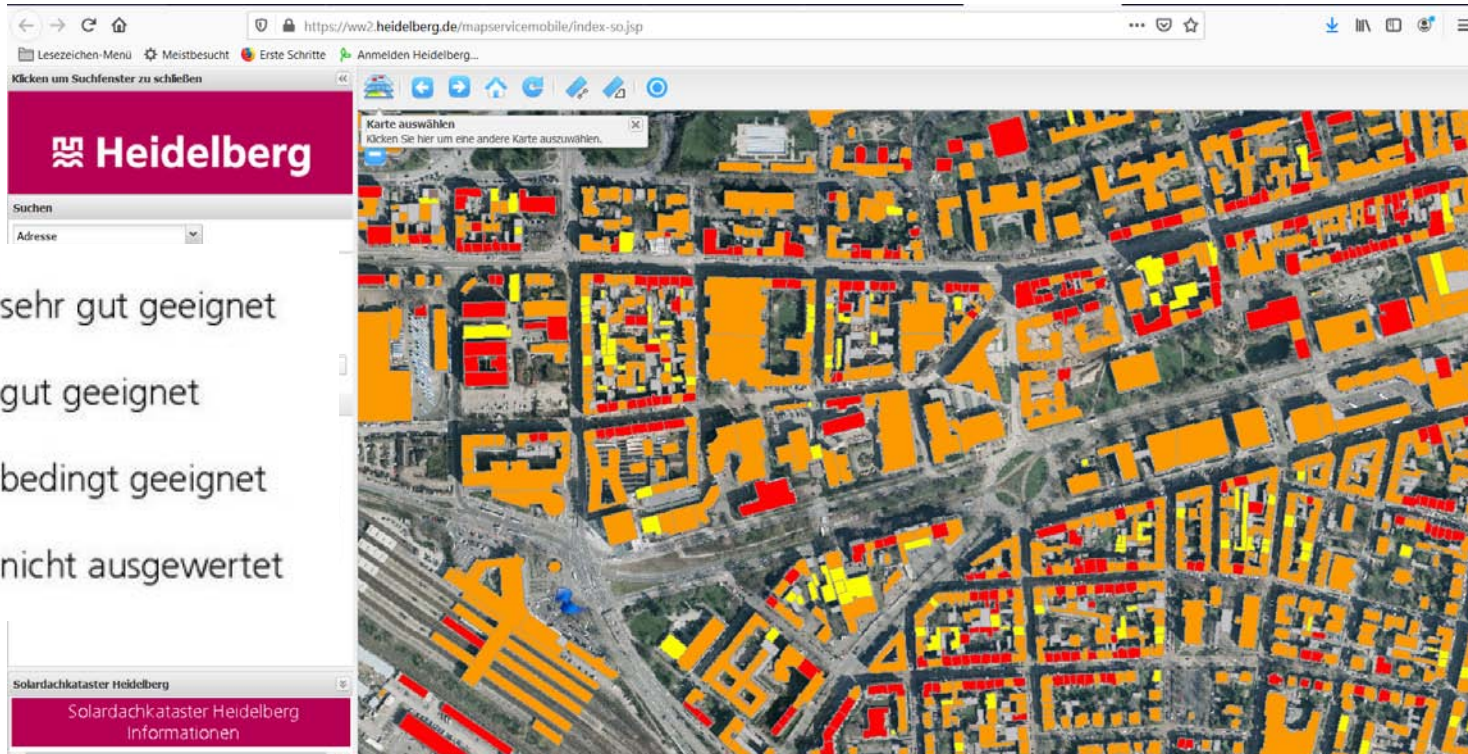 https://ww2.heidelberg.de/mapservicemobile/index-so.jsp
Lesezeichen-Menü Meistbesucht Erste Schritte Anmelden Heidelberg...
Klicken um Suchfenster zu schließen
Heidelberg
Suchen
Adresse
sehr gut geeignet
gut geeignet
bedingt geeignet
nicht ausgewertet
Solardachkataster Heidelberg
Solardachkataster Heidelberg
Informationen
Karte auswählen
Klicken Sie hier um eine andere Karte auszuwählen.